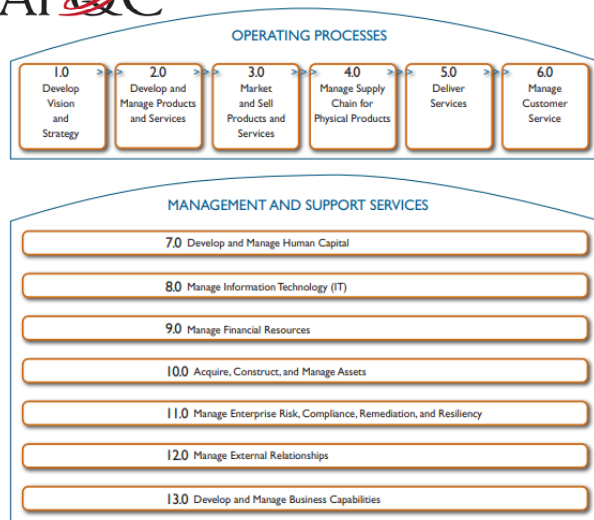 APQC
OPERATING PROCESSES
1.0 >>>
Develop
Vision
and
Strategy
2.0 >>>
Develop and
Manage Products
and Services
3.0 >>>
Market
and Sell
Products and
Services
4.0 >>>
Manage Supply
Chain for
Physical Products
5.0 >>>
Deliver
Services
6.0
Manage
Customer
Service
MANAGEMENT AND SUPPORT SERVICES
7.0 Develop and Manage Human Capital
8.0 Manage Information Technology (IT)
9.0 Manage Financial Resources
10.0 Acquire, Construct, and Manage Assets
11.0 Manage Enterprise Risk, Compliance, Remediation, and Resiliency
12.0 Manage External Relationships
13.0 Develop and Manage Business Capabilities